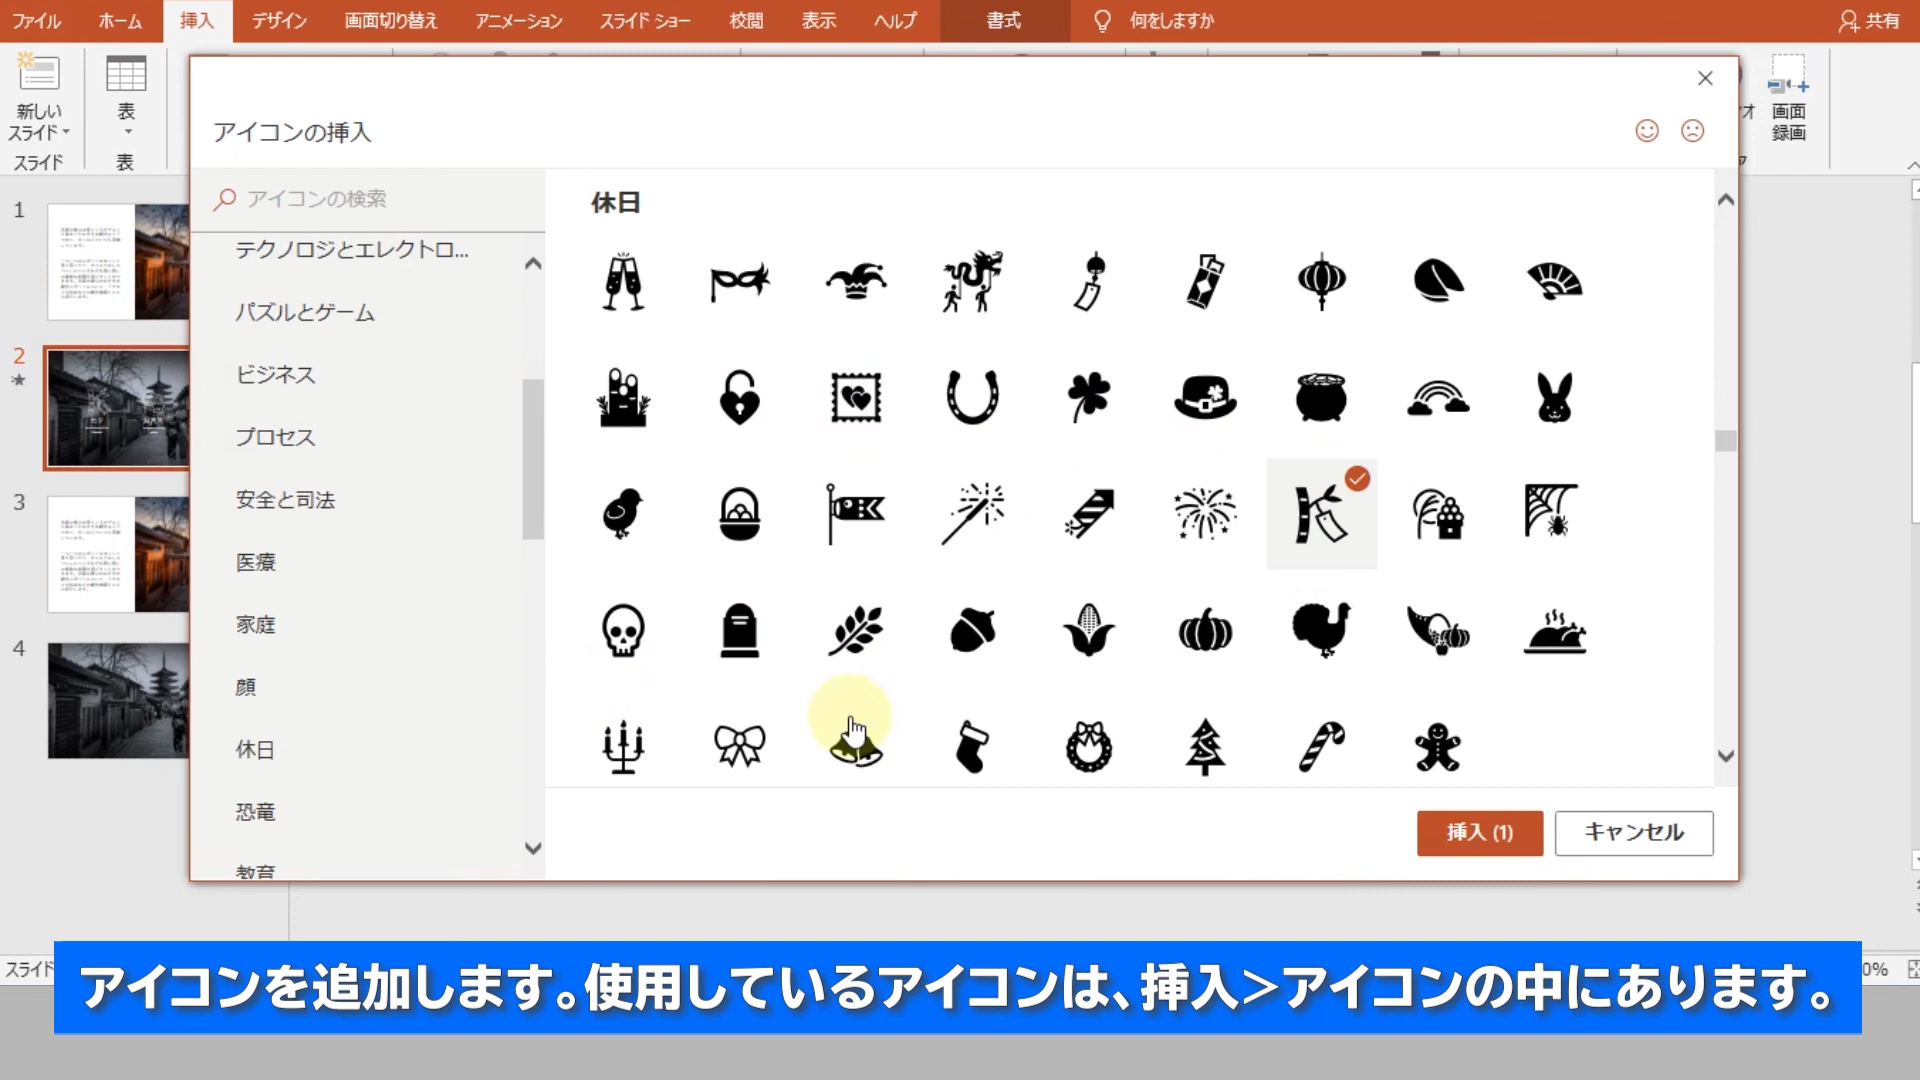 ファイル ホーム 挿入 デザイン 画面切り替え アニメーション スライド ショー 校閲 表示 ヘルプ 書式 何をしますか 共有
新しい
スライド
スライド
表
表
画面
録画
アイコンの挿入
アイコンの検索
テクノロジとエレクトロ...
パズルとゲーム
ビジネス
プロセス
安全と司法
医療
家庭
顔
休日
恐竜
教育
休日
挿入 (1)
キャンセル
1
2
3
4
スライド
0%
アイコンを追加します。使用しているアイコンは、挿入>アイコンの中にあります。